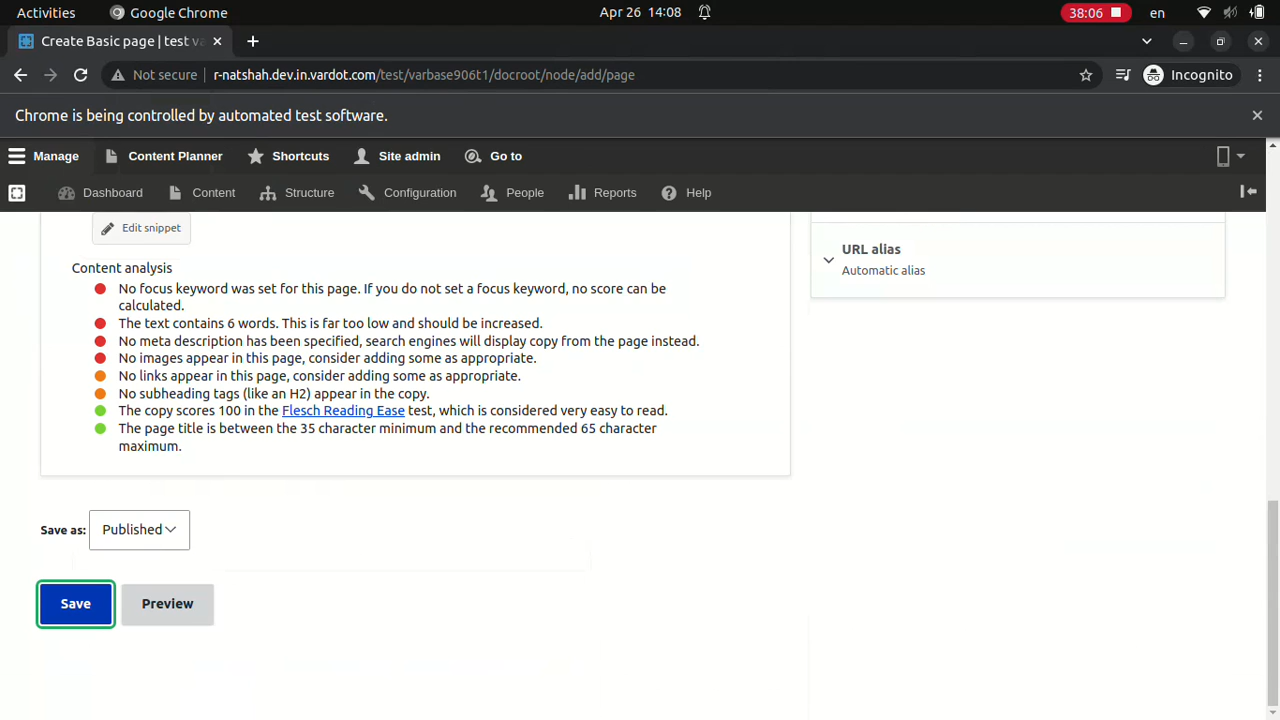 Activities
Google Chrome
Apr 26 14:08
38:06
en
Create Basic page | test va
Not secure
r-natshah.dev.in.vardot.com/test/varbase906t1/docroot/node/add/page
Incognito
Chrome is being controlled by automated test software.
Manage
Content Planner
Shortcuts
Site admin
Go to
Dashboard
Content
Structure
Configuration
People
Reports
Help
Edit snippet
Content analysis
No focus keyword was set for this page. If you do not set a focus keyword, no score can be
calculated.
The text contains 6 words. This is far too low and should be increased.
No meta description has been specified, search engines will display copy from the page instead.
No images appear in this page, consider adding some as appropriate.
No links appear in this page, consider adding some as appropriate.
No subheading tags (like an H2) appear in the copy.
The copy scores 100 in the Flesch Reading Ease test, which is considered very easy to read.
The page title is between the 35 character minimum and the recommended 65 character
maximum.
URL alias
Automatic alias
Save as:
Published
Save
Preview